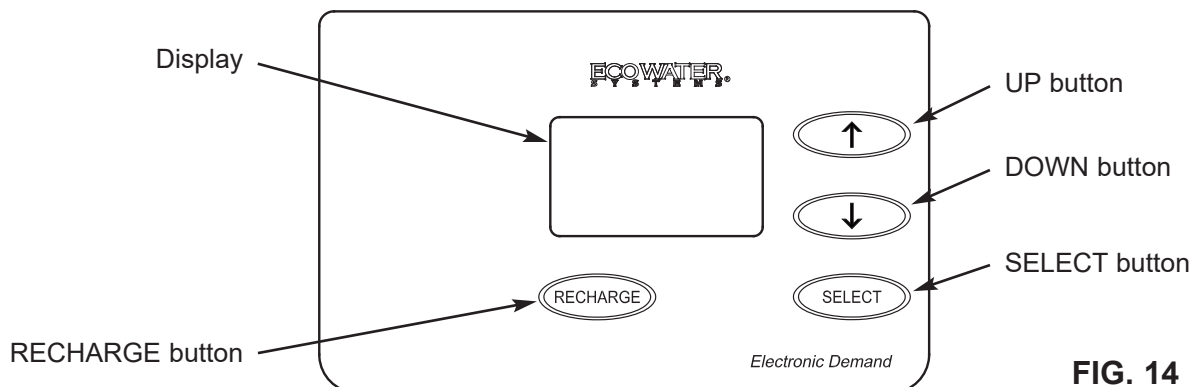 Display
ECOWATER®
SYSTEMS
UP button
DOWN button
SELECT button
RECHARGE
SELECT
RECHARGE button
Electronic Demand
FIG. 14